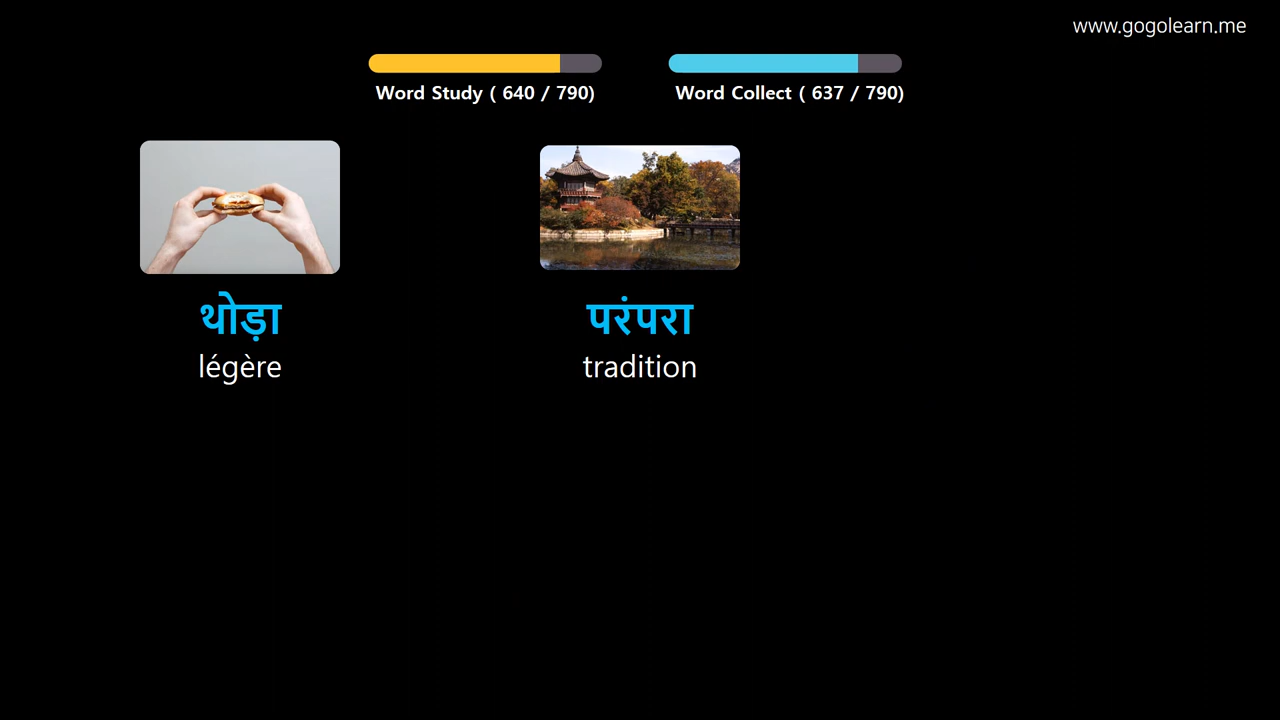 www.gogolearn.me
Word Study ( 640 / 790)
Word Collect ( 637 / 790)
थोड़ा
légère
परंपरा
tradition